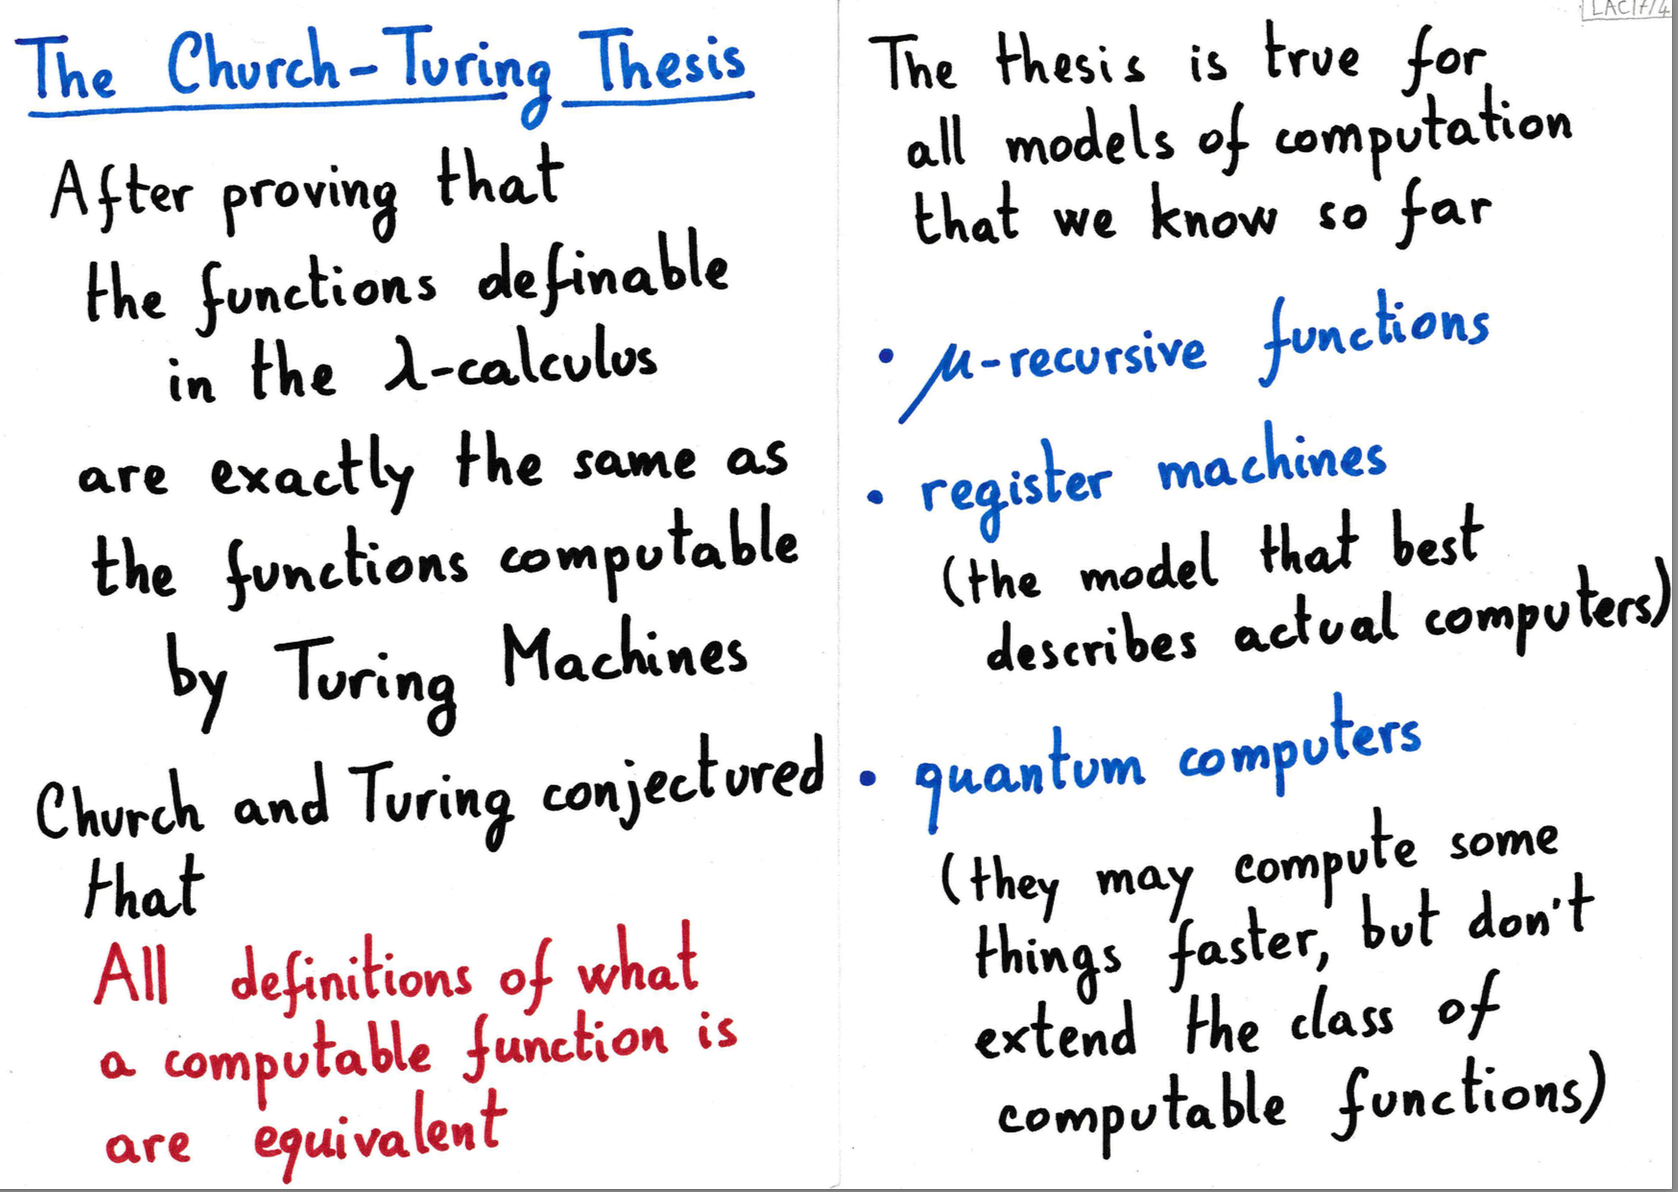 The Church-Turing Thesis
After proving that
the functions definable
in the λ-calculus
are exactly the same as
the functions computable
by Turing Machines
Church and Turing conjectured
that
All definitions of what
a computable function is
are equivalent
LAC17/4
The thesis is true for
all models of computation
that we know so far
• μ-recursive functions
• register machines
(the model that best
describes actual computers)
• quantum computers
(they may compute some
things faster, but don't
extend the class of
computable functions)